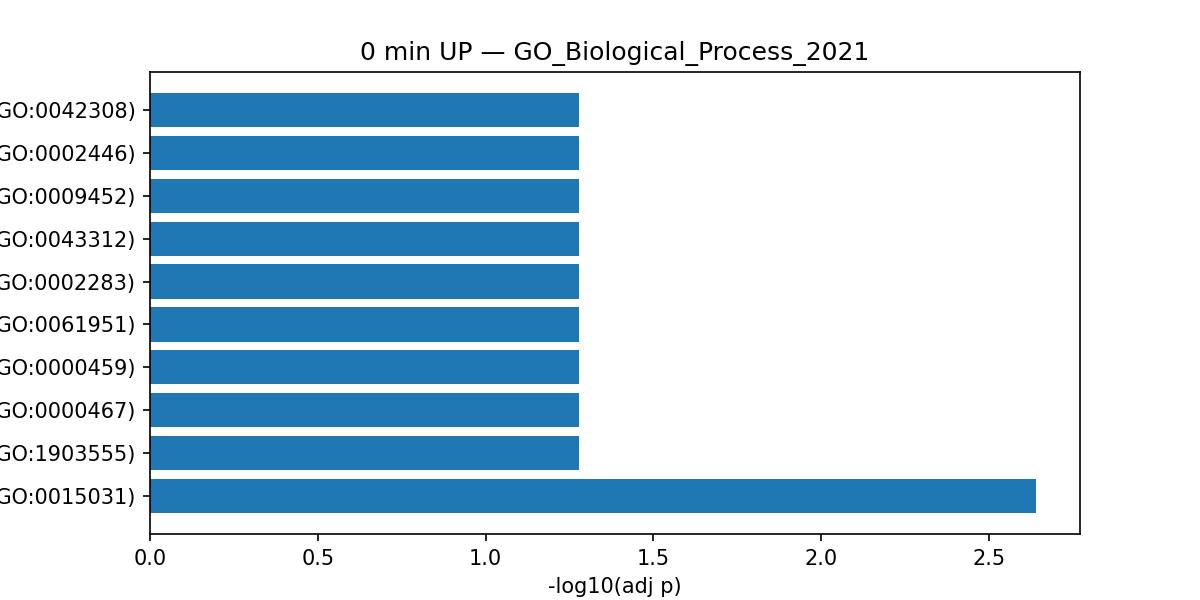 0 min UP — GO_Biological_Process_2021
GO:0042308)
GO:0002446)
GO:0009452)
GO:0043312)
GO:0002283)
GO:0061951)
GO:0000459)
GO:0000467)
GO:1903555)
GO:0015031)
0.0 0.5 1.0 1.5 2.0 2.5
-log10(adj p)